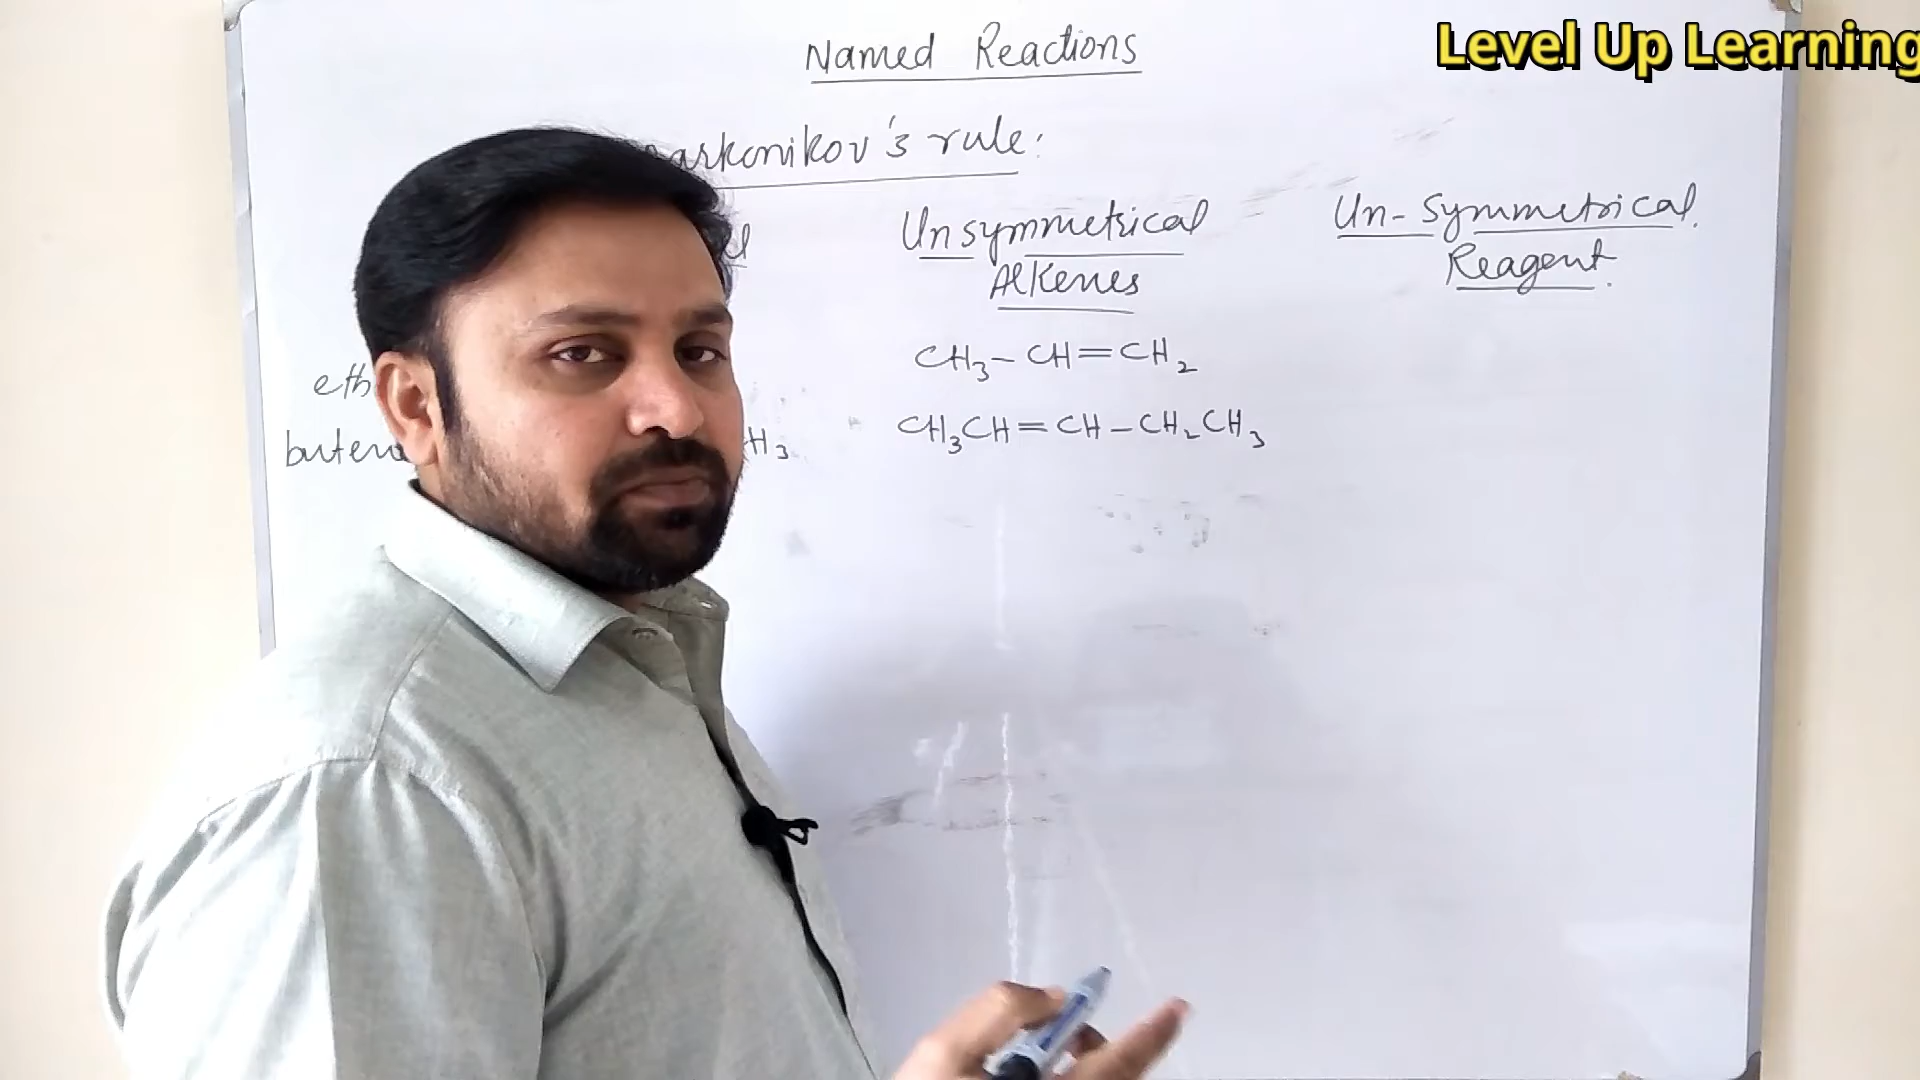 Level Up Learning
Named Reactions
arkonikov's rule:
Unsymmetrical
Alkenes
Un-Symmetrical.
Reagent.
CH3-CH=CH2
eth
CH3CH=CH-CH2CH3
buten
H3